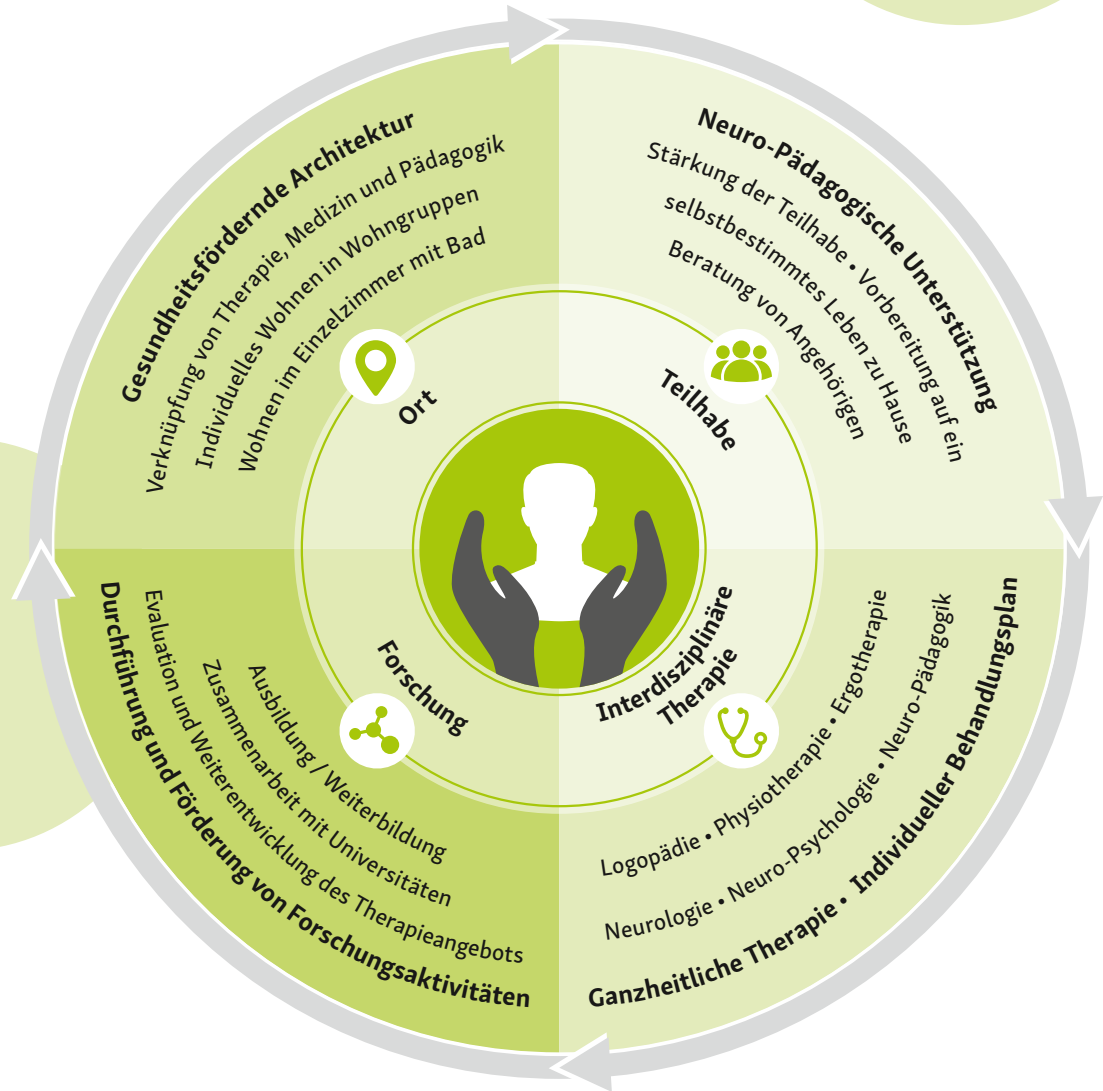 Gesundheitsfördernde Architektur
Verknüpfung von Therapie, Medizin und Pädagogik
Individuelles Wohnen in Wohngruppen
Wohnen im Einzelzimmer mit Bad
Ort
Neuro-Pädagogische Unterstützung
Stärkung der Teilhabe • Vorbereitung auf ein
selbstbestimmtes Leben zu Hause
Beratung von Angehörigen
Teilhabe
Interdisziplinäre
Therapie
Logopädie • Physiotherapie • Ergotherapie
Neurologie • Neuro-Psychologie • Neuro-Pädagogik
Ganzheitliche Therapie • Individueller Behandlungsplan
Forschung
Ausbildung / Weiterbildung
Zusammenarbeit mit Universitäten
Evaluation und Weiterentwicklung des Therapieangebots
Durchführung und Förderung von Forschungsaktivitäten